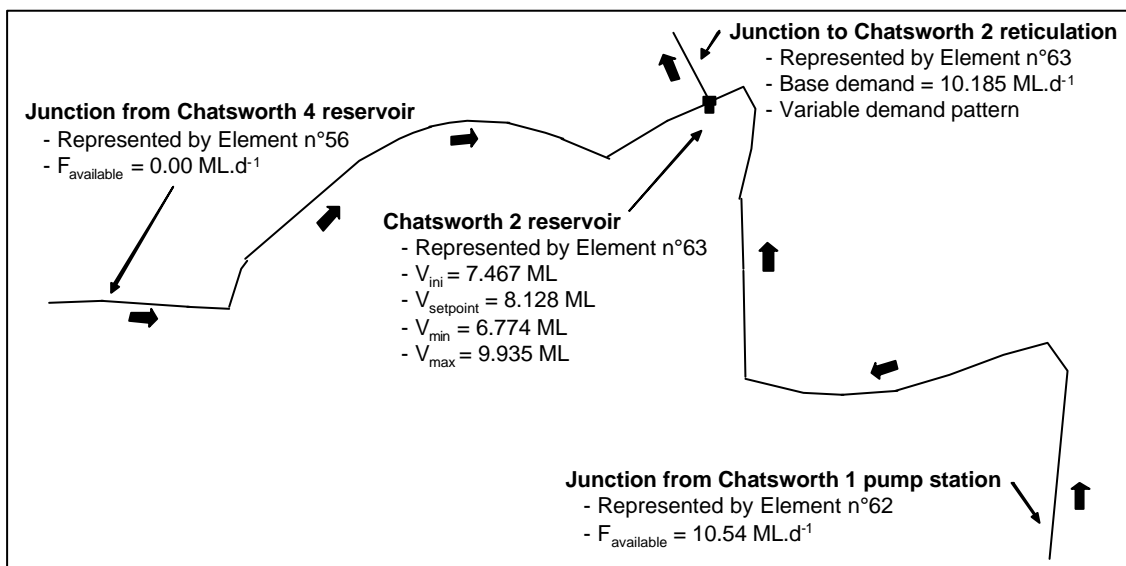 Junction to Chatsworth 2 reticulation
- Represented by Element n°63
- Base demand = 10.185 ML.d⁻¹
- Variable demand pattern
Junction from Chatsworth 4 reservoir
- Represented by Element n°56
- Favailable = 0.00 ML.d⁻¹
Chatsworth 2 reservoir
- Represented by Element n°63
- Vini = 7.467 ML
- Vsetpoint = 8.128 ML
- Vmin = 6.774 ML
- Vmax = 9.935 ML
Junction from Chatsworth 1 pump station
- Represented by Element n°62
- Favailable = 10.54 ML.d⁻¹